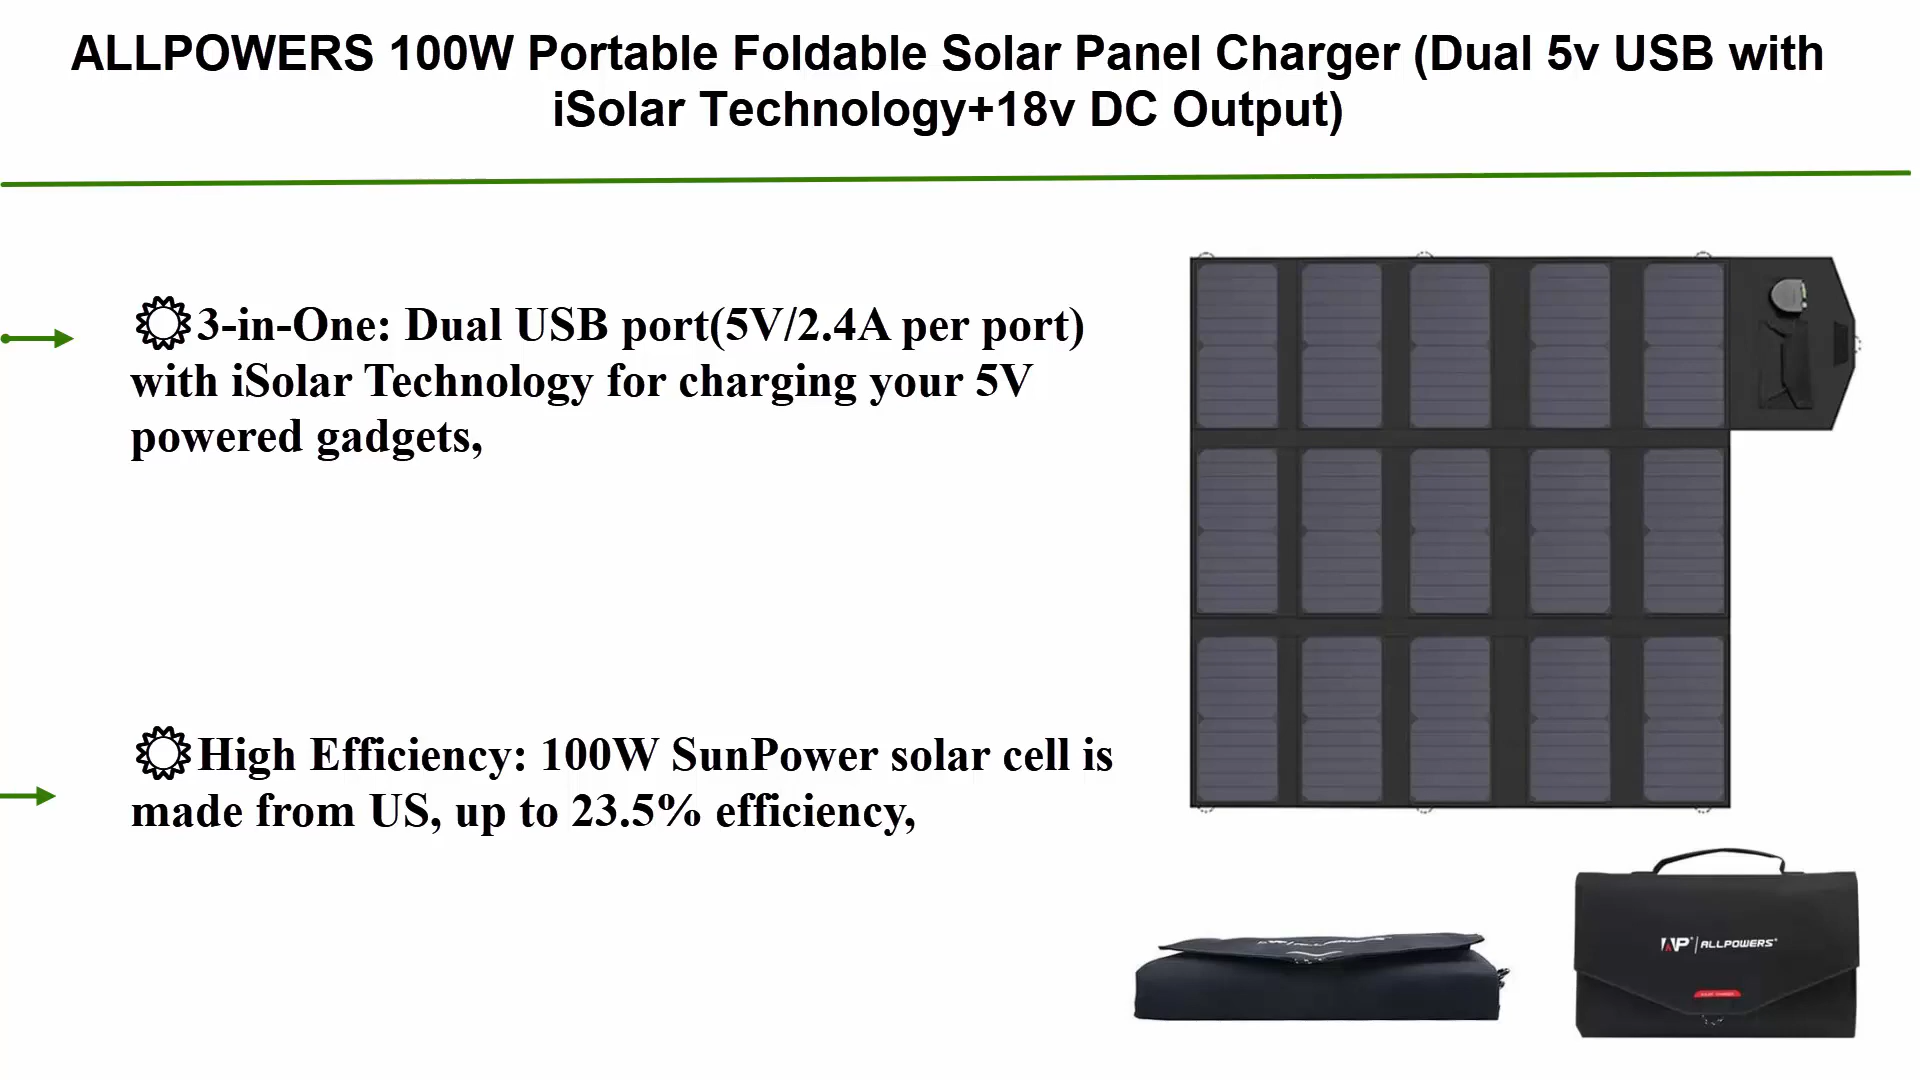 ALLPOWERS 100W Portable Foldable Solar Panel Charger (Dual 5v USB with
iSolar Technology+18v DC Output)
3-in-One: Dual USB port(5V/2.4A per port)
with iSolar Technology for charging your 5V
powered gadgets,
High Efficiency: 100W SunPower solar cell is
made from US, up to 23.5% efficiency,
AP ALLPOWERS